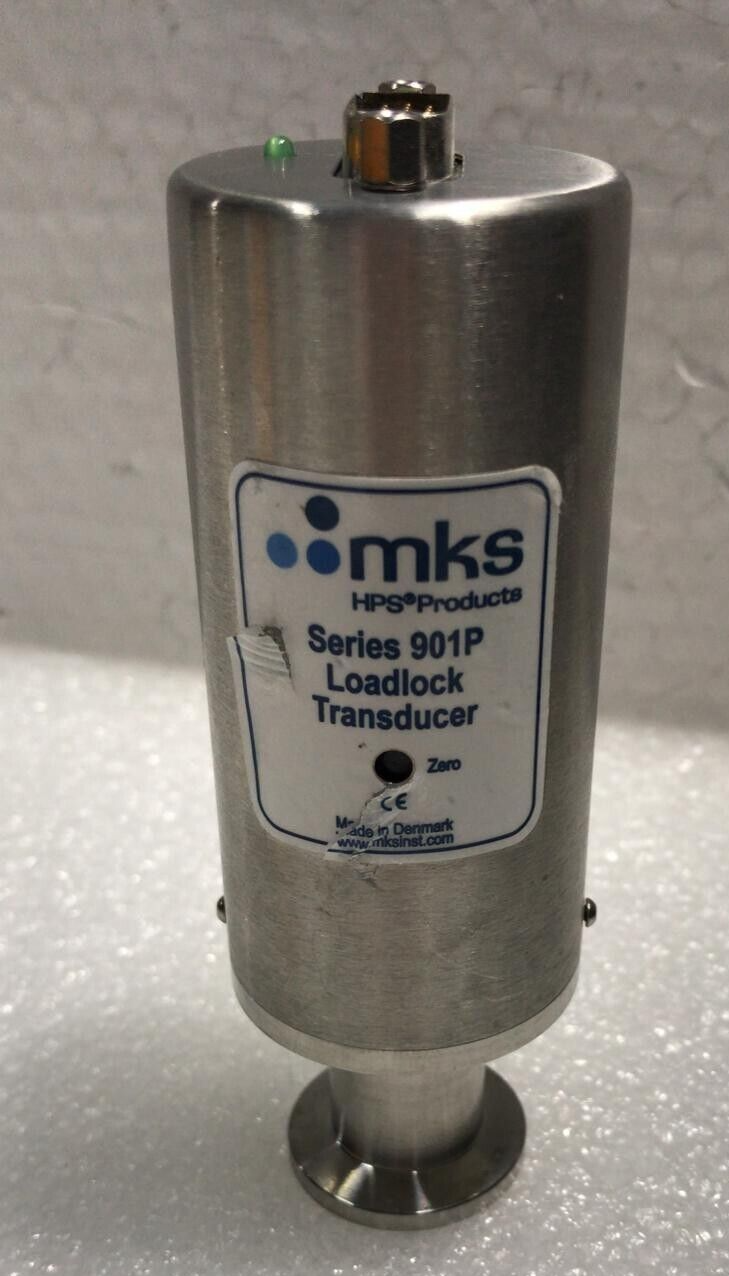 mks
HPS®Products
Series 901P
Loadlock
Transducer
Zero
CE
Made in Denmark
www.mksinst.com